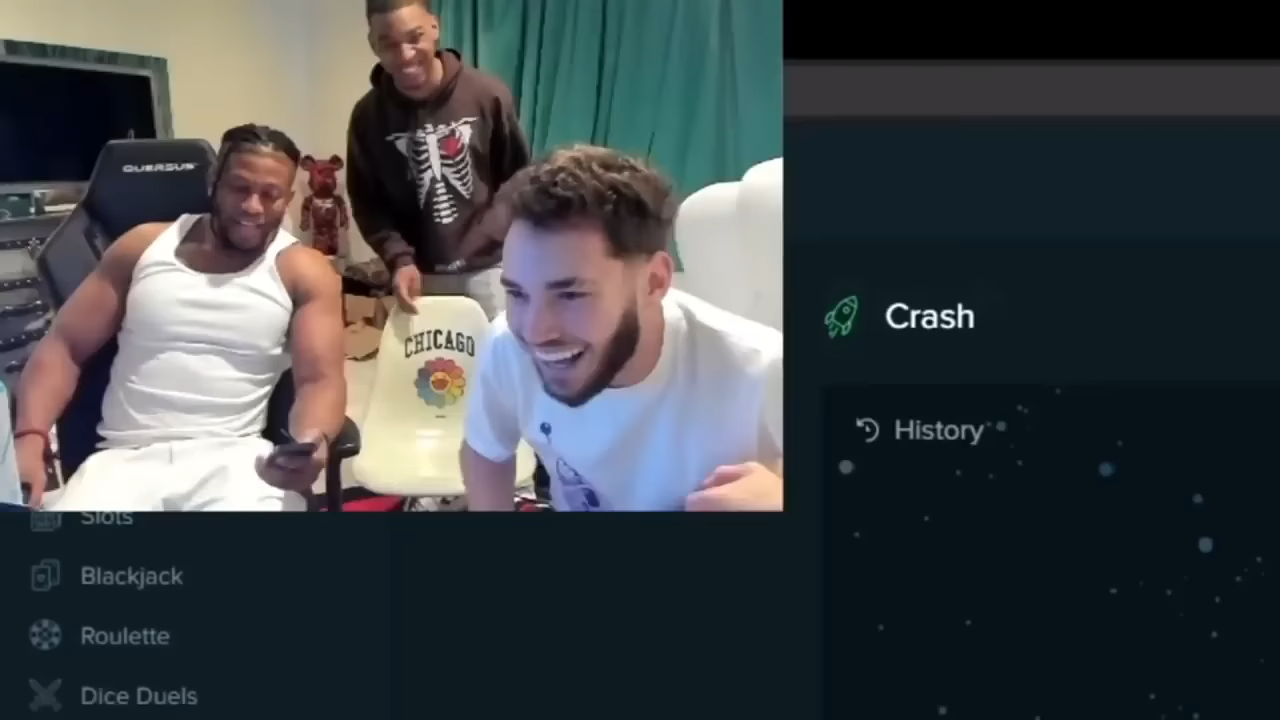 QUERSUS
CHICAGO
Crash
History
Slots
Blackjack
Roulette
Dice Duels